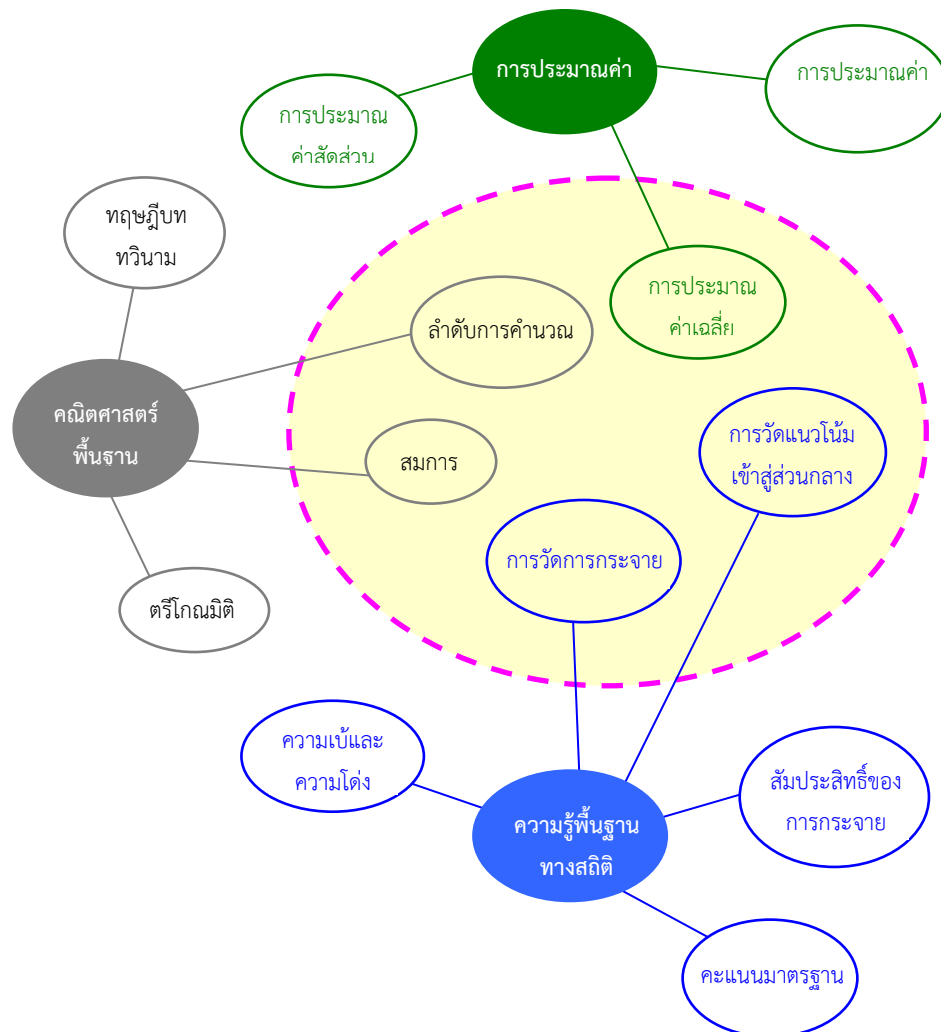 การประมาณค่า
การประมาณค่า
การประมาณ
ค่าสัดส่วน
ทฤษฎีบท
ทวินาม
การประมาณ
ค่าเฉลี่ย
ลำดับการคำนวณ
คณิตศาสตร์
พื้นฐาน
สมการ
การวัดแนวโน้ม
เข้าสู่ส่วนกลาง
การวัดการกระจาย
ตรีโกณมิติ
ความเบ้และ
ความโด่ง
สัมประสิทธิ์ของ
การกระจาย
ความรู้พื้นฐาน
ทางสถิติ
คะแนนมาตรฐาน